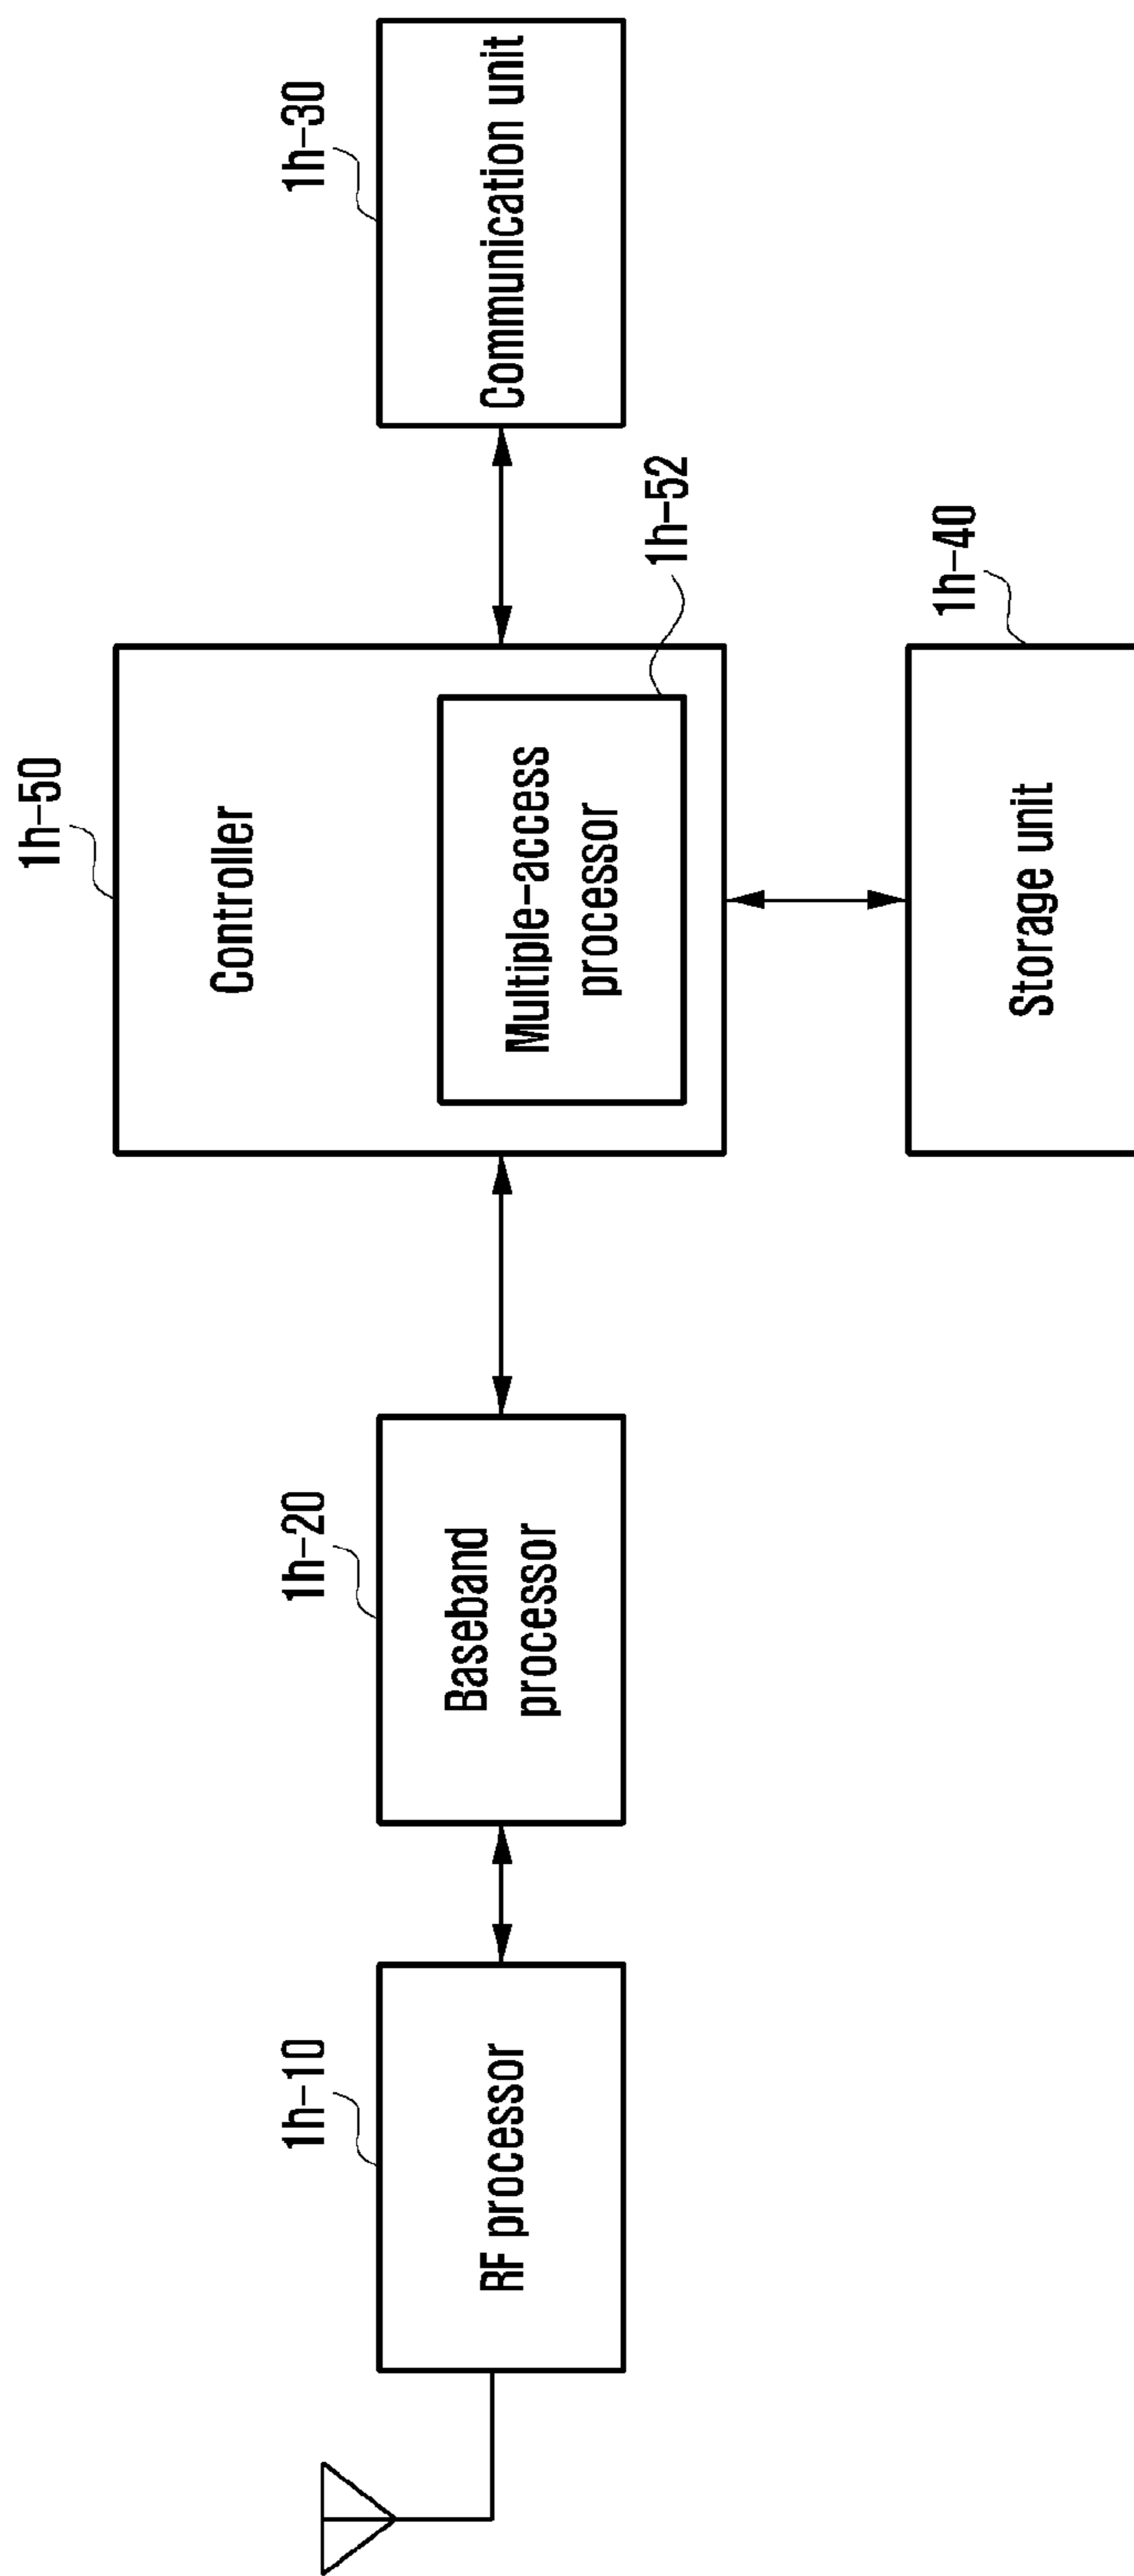 1h-50
1h-10
1h-20
1h-30
Controller
RF processor
Baseband
processor
Communication unit
Multiple-access
processor
1h-52
1h-40
Storage unit